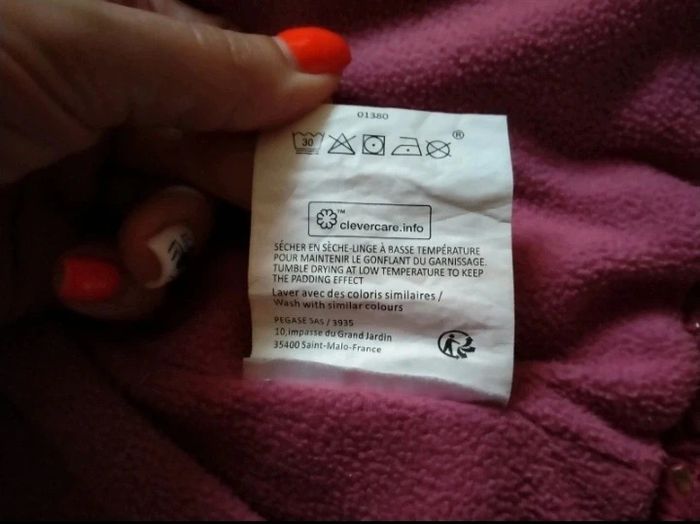 01380
30
®
™
clevercare.info
SÉCHER EN SÈCHE-LINGE À BASSE TEMPÉRATURE
POUR MAINTENIR LE GONFLANT DU GARNISSAGE.
TUMBLE DRYING AT LOW TEMPERATURE TO KEEP
THE PADDING EFFECT
Laver avec des coloris similaires /
Wash with similar colours
PEGASE SAS / 3935
10,impasse du Grand Jardin
35400 Saint-Malo-France